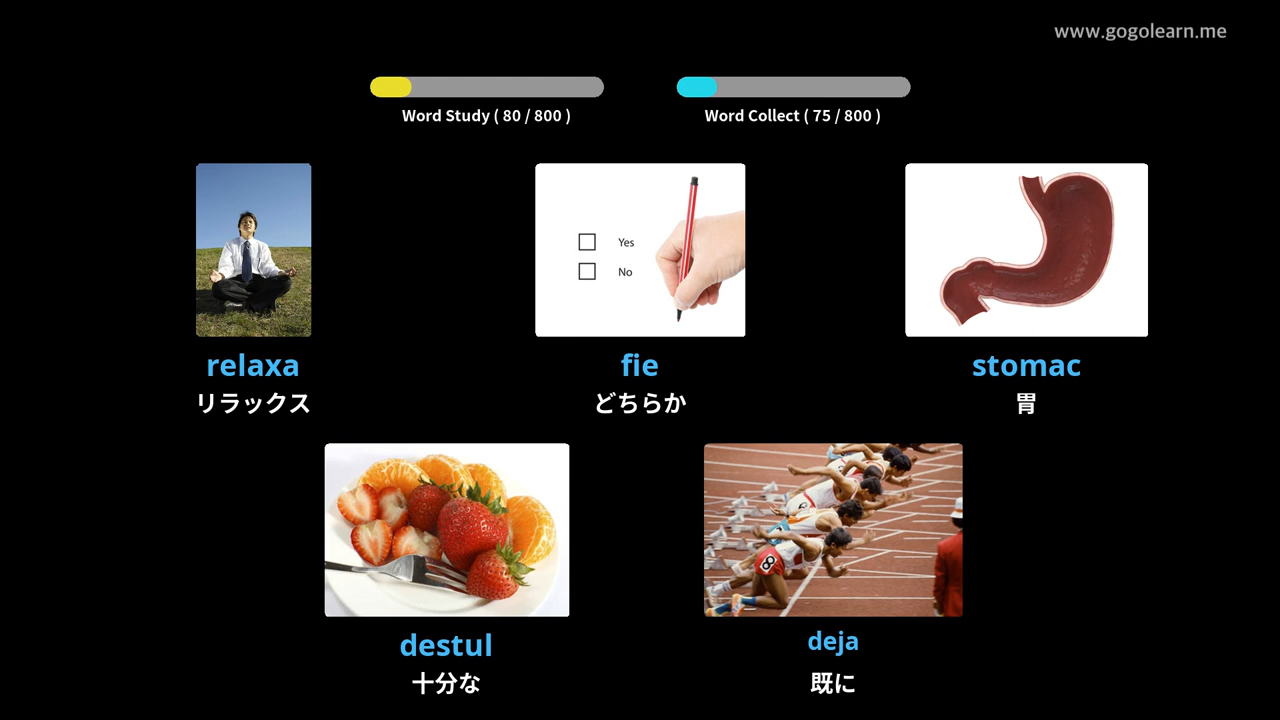 www.gogolearn.me
Word Study ( 80 / 800 )
Word Collect ( 75 / 800 )
Yes
No
relaxa
リラックス
fie
どちらか
stomac
胃
destul
十分な
deja
既に